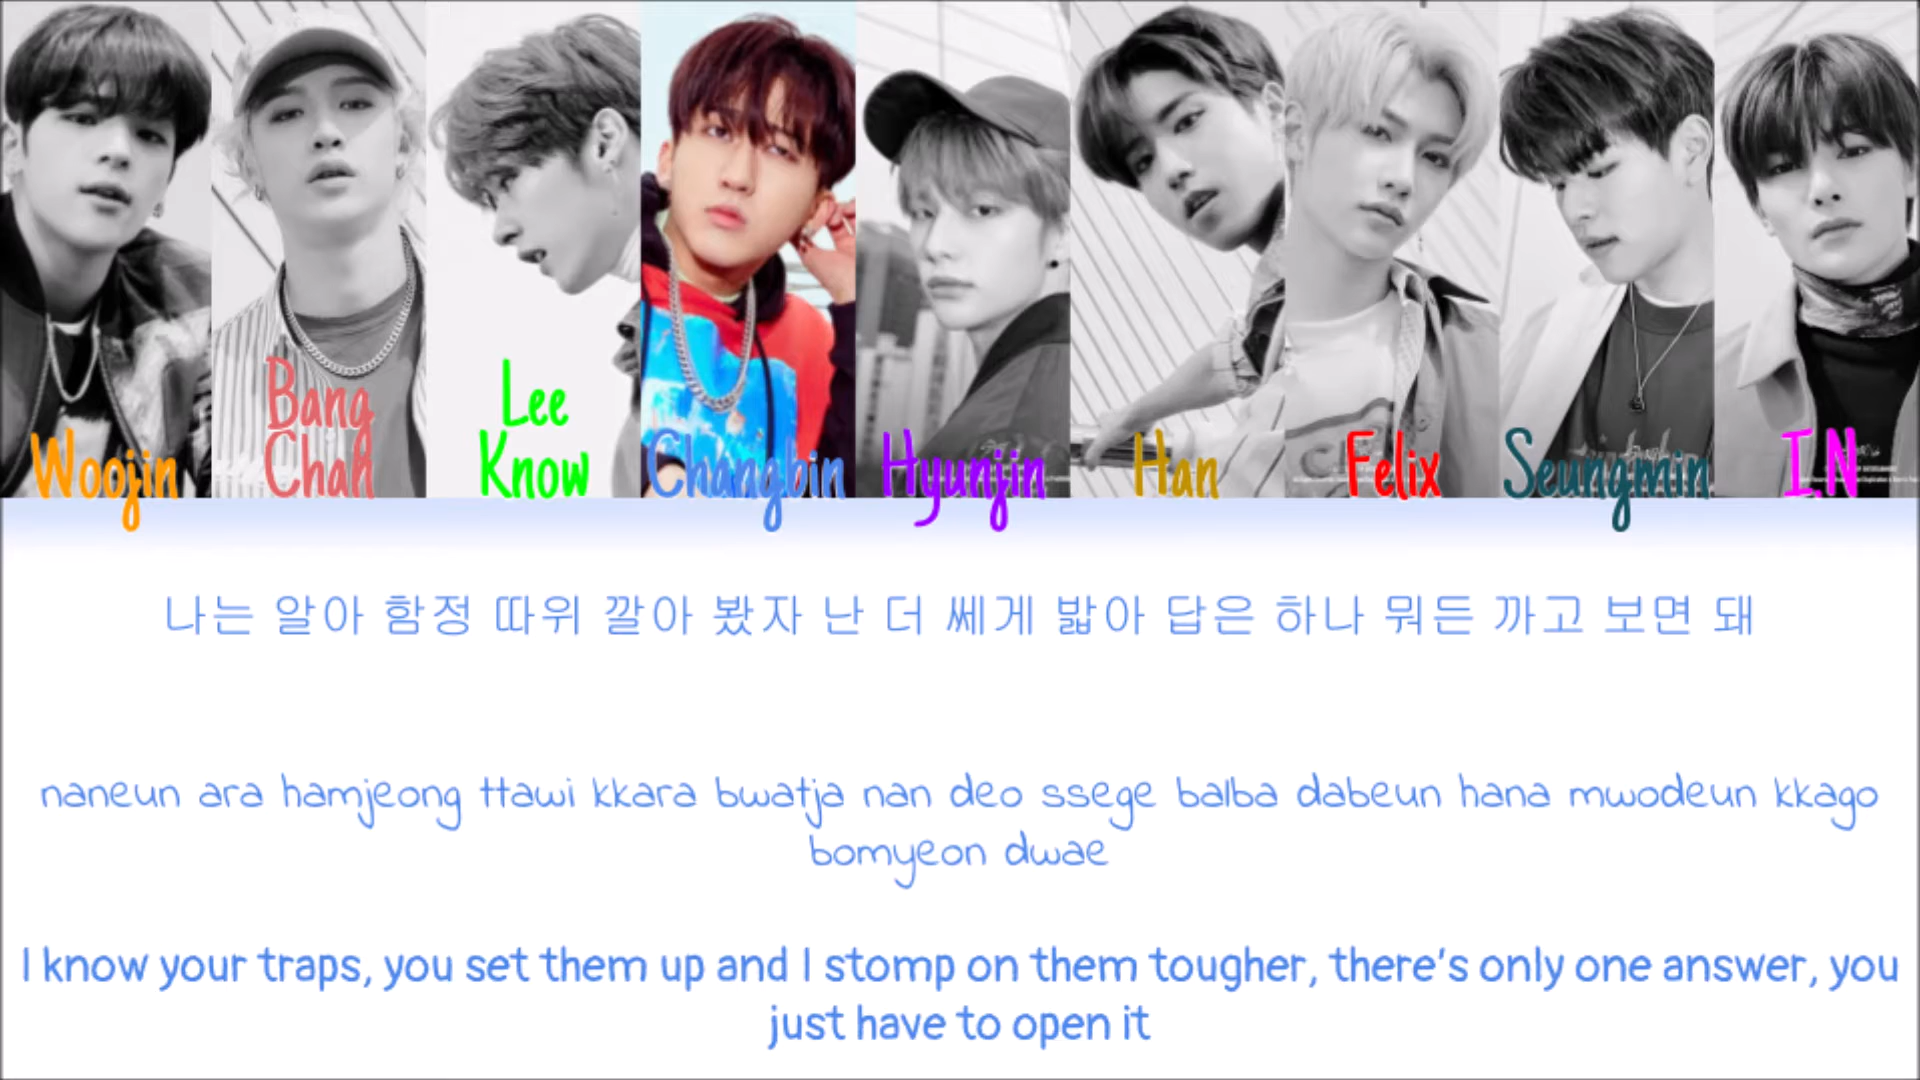 Bang
Chan
Lee
Know
Woojin
Changbin
Hyunjin
Han
Felix
Seungmin
I.N
나는 알아 함정 따위 깔아 봤자 난 더 쎄게 밟아 답은 하나 뭐든 까고 보면 돼
naneun ara hamjeong ttawi kkara bwatja nan deo ssege balba dabeun hana mwodeun kkago
bomyeon dwae
I know your traps, you set them up and I stomp on them tougher, there's only one answer, you
just have to open it